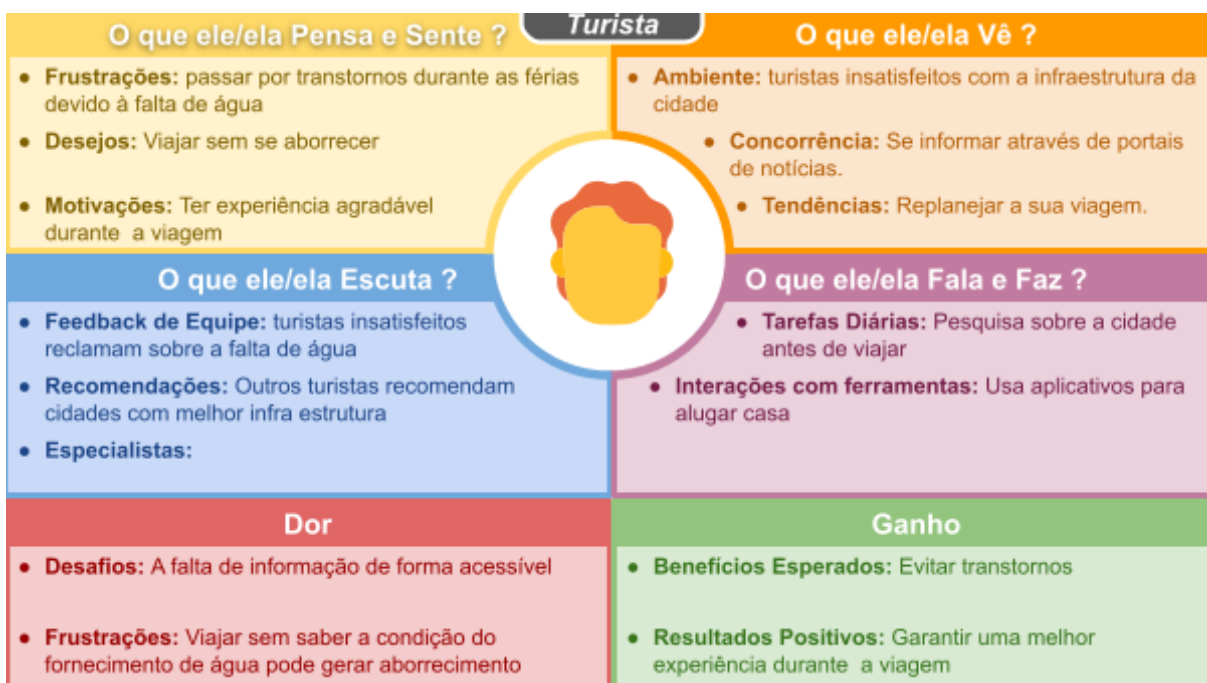 Turista
O que ele/ela Pensa e Sente ?
● Frustrações: passar por transtornos durante as férias
devido à falta de água
● Desejos: Viajar sem se aborrecer
● Motivações: Ter experiência agradável
durante a viagem
O que ele/ela Vê ?
● Ambiente: turistas insatisfeitos com a infraestrutura da
cidade
● Concorrência: Se informar através de portais
de notícias.
● Tendências: Replanejar a sua viagem.
O que ele/ela Escuta ?
● Feedback de Equipe: turistas insatisfeitos
reclamam sobre a falta de água
● Recomendações: Outros turistas recomendam
cidades com melhor infra estrutura
● Especialistas:
O que ele/ela Fala e Faz ?
● Tarefas Diárias: Pesquisa sobre a cidade
antes de viajar
● Interações com ferramentas: Usa aplicativos para
alugar casa
Dor
● Desafios: A falta de informação de forma acessível
● Frustrações: Viajar sem saber a condição do
fornecimento de água pode gerar aborrecimento
Ganho
● Benefícios Esperados: Evitar transtornos
● Resultados Positivos: Garantir uma melhor
experiência durante a viagem